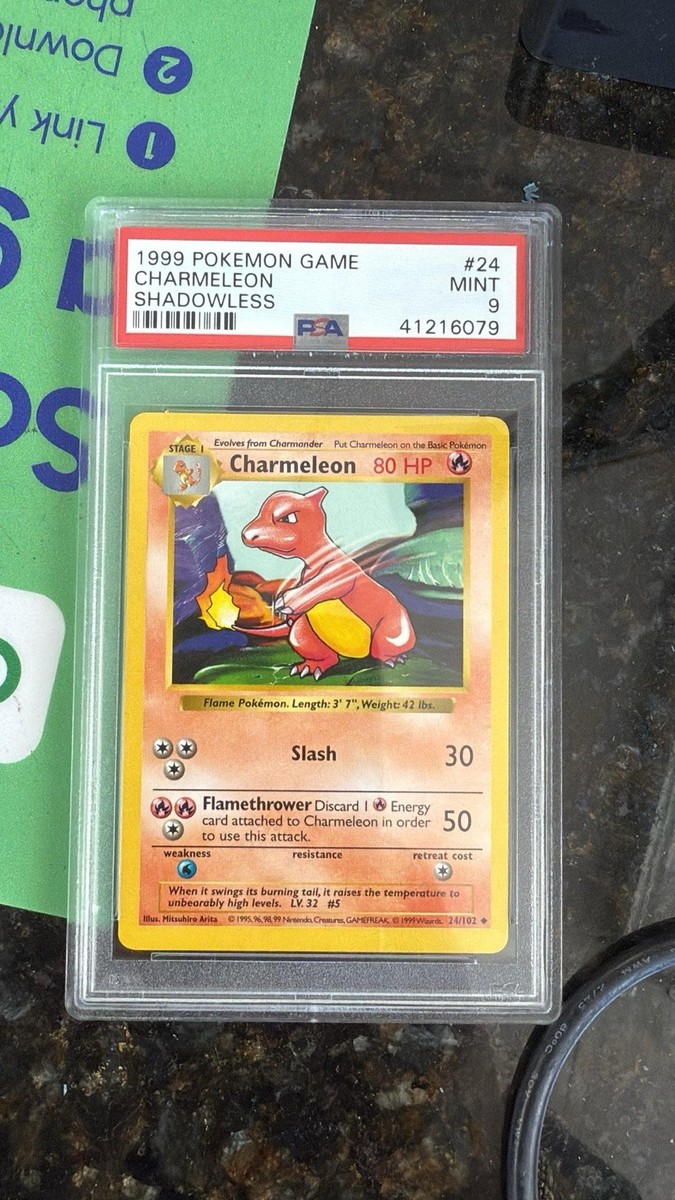 2 Downlo
1 Link y
1999 POKEMON GAME #24
CHARMELEON MINT
SHADOWLESS 9
PSA 41216079
STAGE 1 Evolves from Charmander Put Charmeleon on the Basic Pokémon
Charmeleon 80 HP
Flame Pokémon. Length: 3' 7", Weight: 42 lbs.
Slash 30
Flamethrower Discard 1 Energy
card attached to Charmeleon in order
to use this attack. 50
weakness resistance retreat cost
When it swings its burning tail, it raises the temperature to
unbearably high levels. LV. 32 #5
Illus. Mitsuhiro Arita © 1995, 96, 98, 99 Nintendo, Creatures, GAMEFREAK. © 1999 Wizards. 24/102